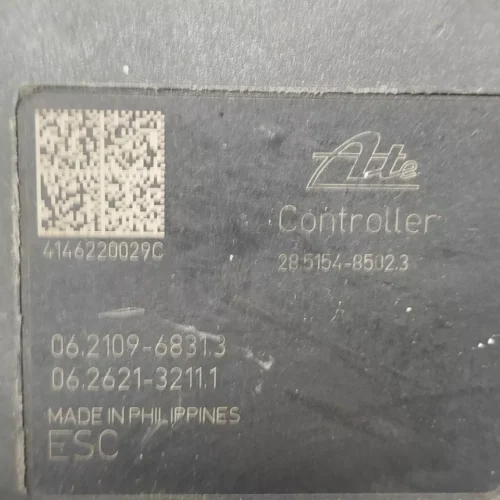 Ate
Controller
28.5154-8502.3
4146220029C
06.2109-6831.3
06.2621-3211.1
MADE IN PHILIPPINES
ESC